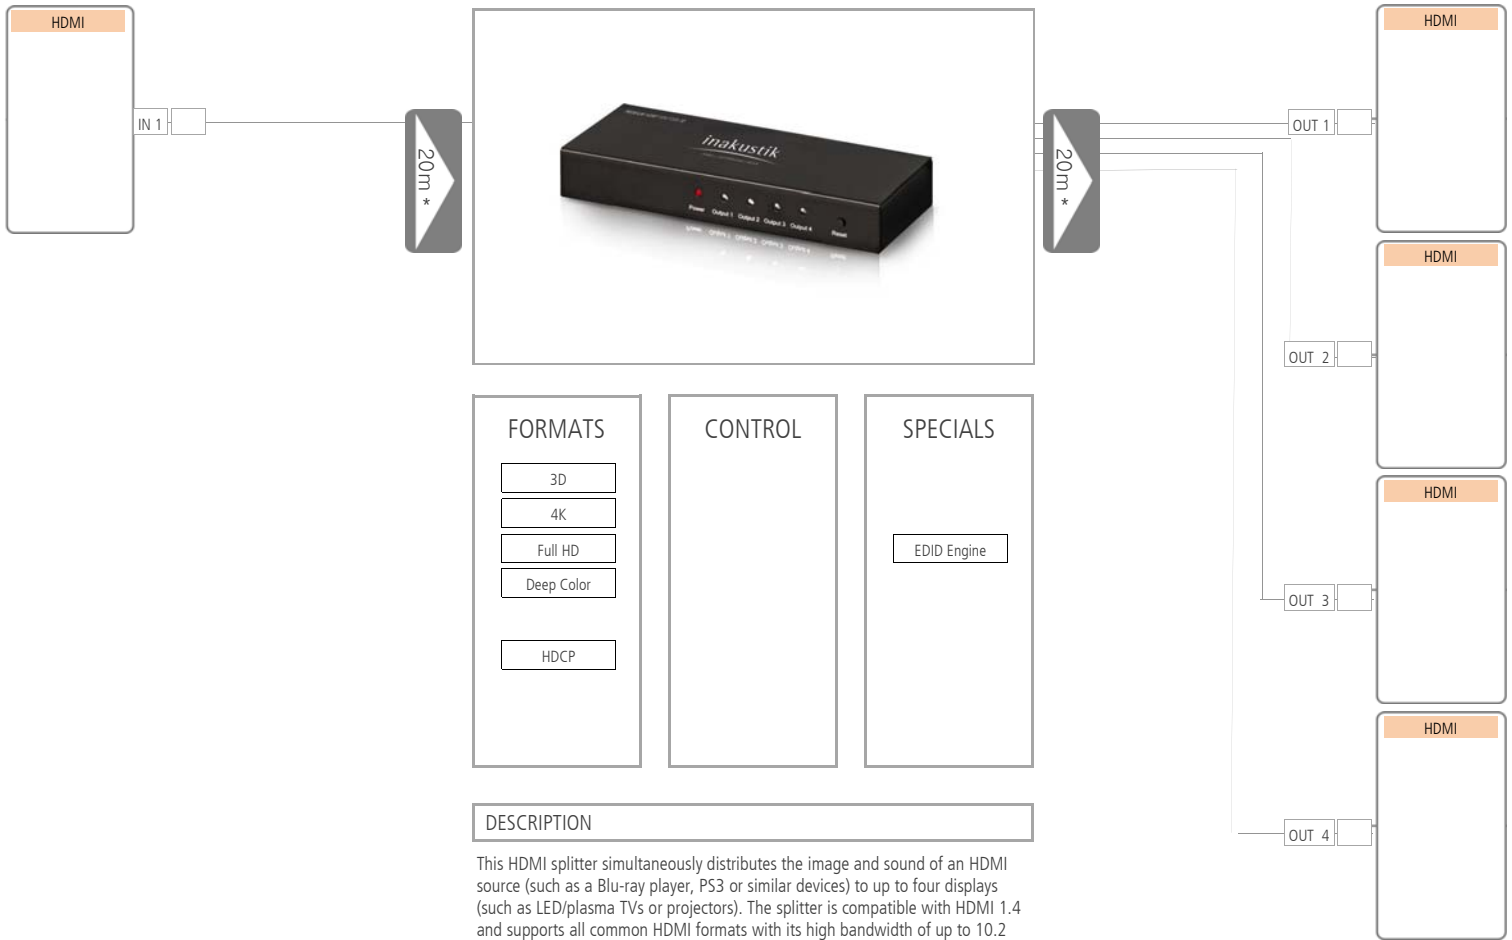 HDMI
IN 1
20m *
inakustik
Power
Output 1
Output 2
Output 3
Output 4
Reset
20m *
HDMI
OUT 1
HDMI
OUT 2
HDMI
OUT 3
HDMI
OUT 4
FORMATS
3D
4K
Full HD
Deep Color
HDCP
CONTROL
SPECIALS
EDID Engine
DESCRIPTION
This HDMI splitter simultaneously distributes the image and sound of an HDMI
source (such as a Blu-ray player, PS3 or similar devices) to up to four displays
(such as LED/plasma TVs or projectors). The splitter is compatible with HDMI 1.4
and supports all common HDMI formats with its high bandwidth of up to 10.2